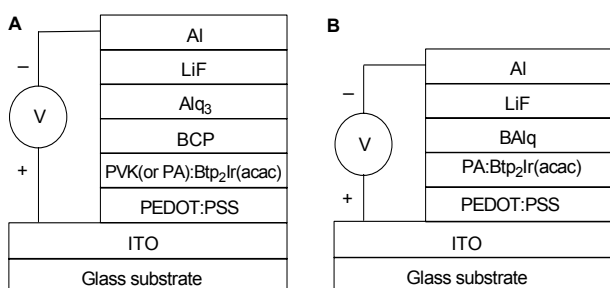 A
Al
LiF
Alq₃
BCP
PVK(or PA):Btp₂Ir(acac)
PEDOT:PSS
ITO
Glass substrate
–
V
+
B
Al
LiF
BAlq
PA:Btp₂Ir(acac)
PEDOT:PSS
ITO
Glass substrate
–
V
+